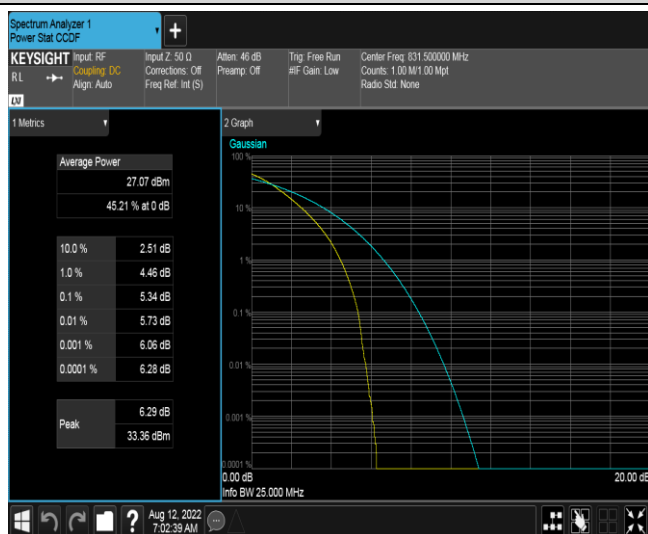 Spectrum Analyzer 1
Power Stat CCDF
KEYSIGHT
RL
LXI
Input: RF
Coupling: DC
Align: Auto
Input Z: 50 Ω
Corrections: Off
Freq Ref: Int (S)
Atten: 46 dB
Preamp: Off
Trig: Free Run
#IF Gain: Low
Center Freq: 831.500000 MHz
Counts: 1.00 M/1.00 Mpt
Radio Std: None
1 Metrics
Average Power
27.07 dBm
45.21 % at 0 dB
10.0 % 2.51 dB
1.0 % 4.46 dB
0.1 % 5.34 dB
0.01 % 5.73 dB
0.001 % 6.06 dB
0.0001 % 6.28 dB
Peak
6.29 dB
33.36 dBm
2 Graph
Gaussian
100 %
10 %
1 %
0.1 %
0.01 %
0.001 %
0.0001 %
0.00 dB 20.00 dB
Info BW 25.000 MHz
?
Aug 12, 2022
7:02:39 AM